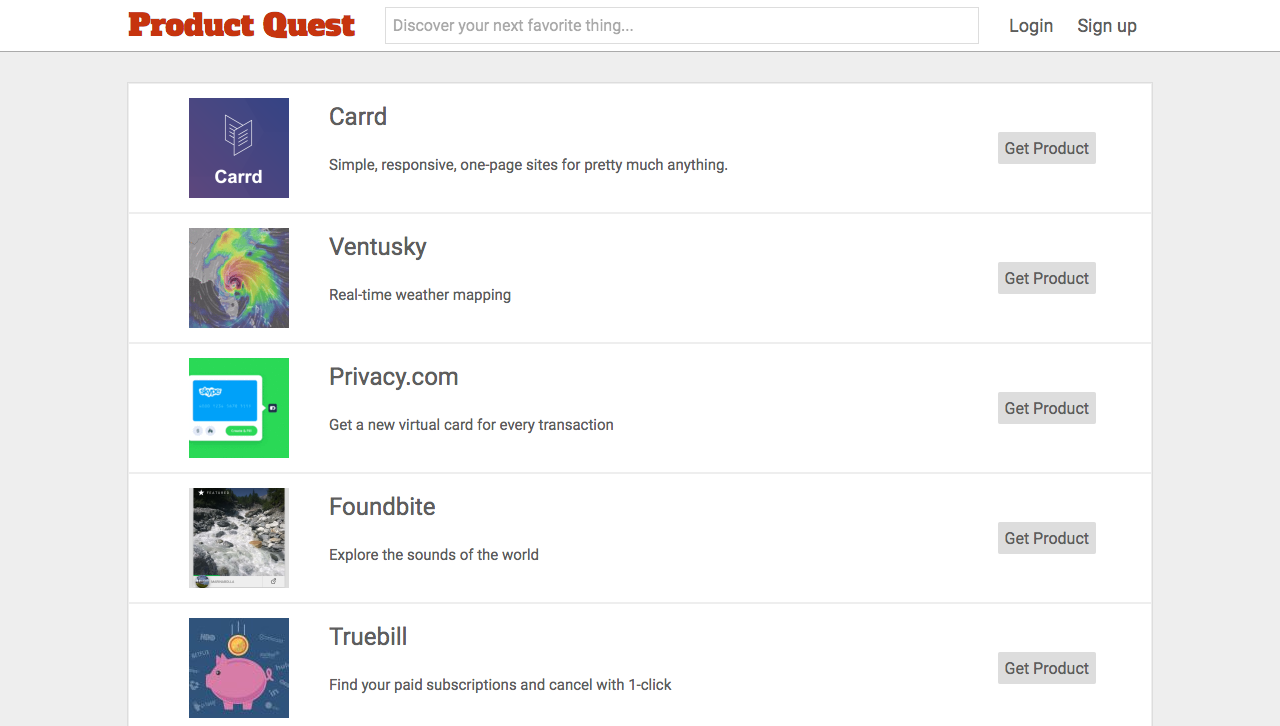 Product Quest
Discover your next favorite thing...
Login
Sign up
Carrd
Carrd
Simple, responsive, one-page sites for pretty much anything.
Get Product
Ventusky
Real-time weather mapping
Get Product
skype
Privacy.com
Get a new virtual card for every transaction
Get Product
FEATURED
Foundbite
Explore the sounds of the world
Get Product
HBO
NETFLIX
hulu
in
Truebill
Find your paid subscriptions and cancel with 1-click
Get Product